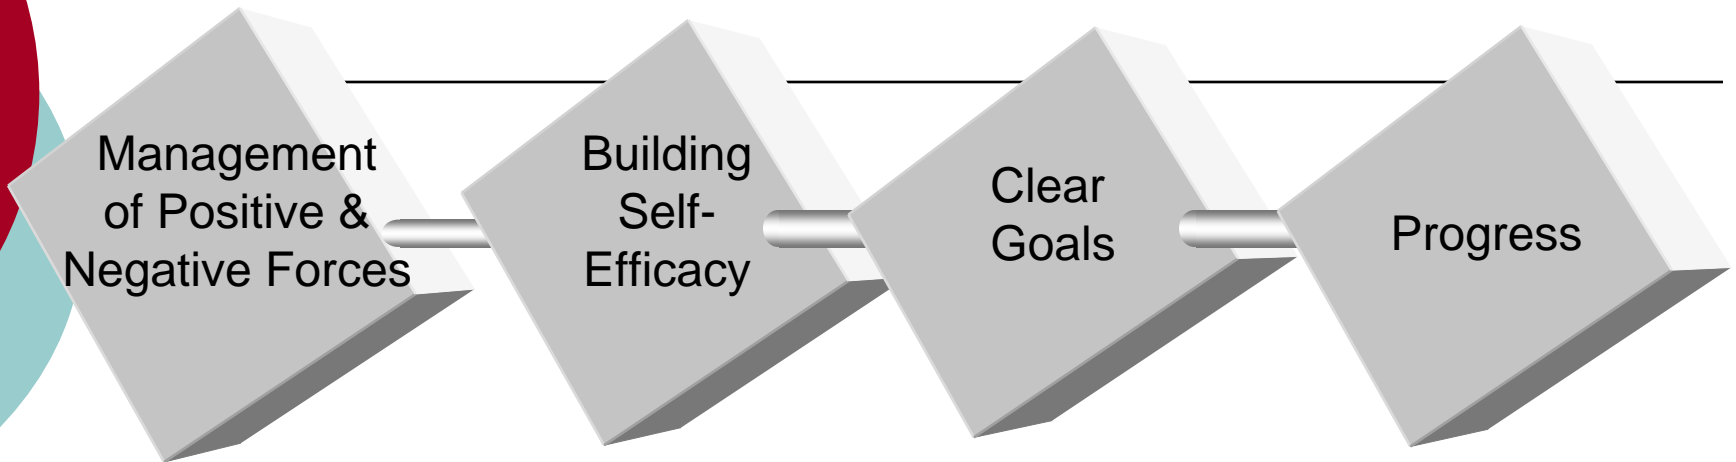 Management
of Positive &
Negative Forces
Building
Self-
Efficacy
Clear
Goals
Progress